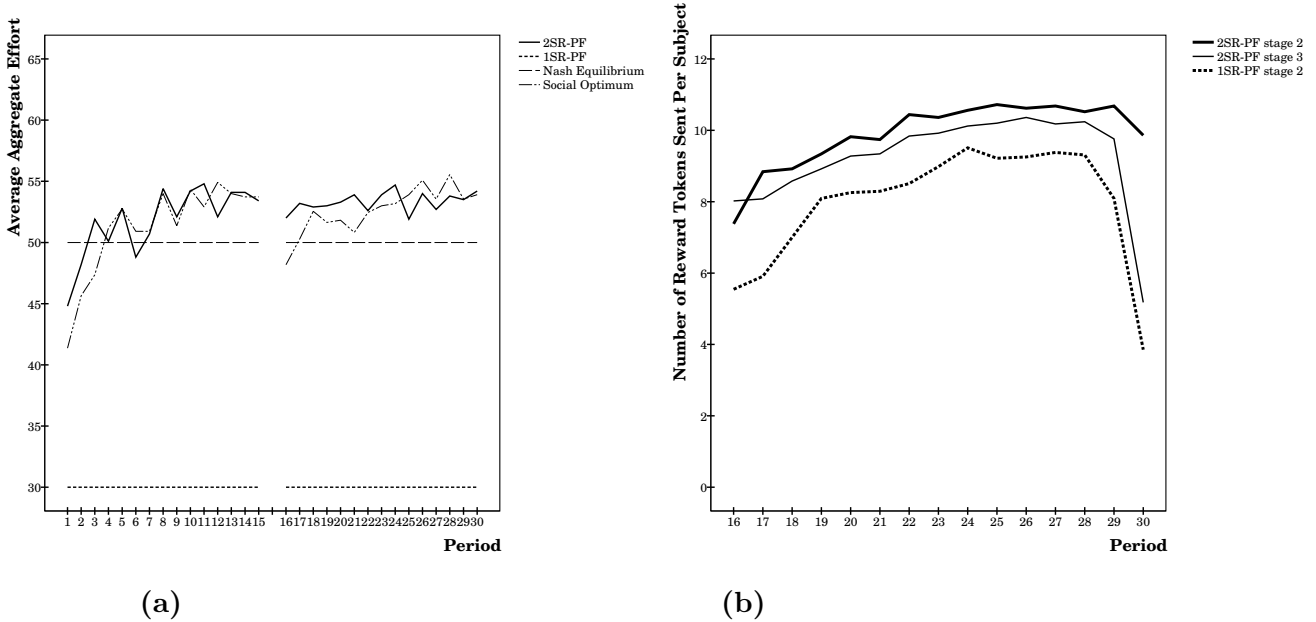 Average Aggregate Effort
65
60
55
50
45
40
35
30
1 2 3 4 5 6 7 8 9 10 11 12 13 14 15 16 17 18 19 20 21 22 23 24 25 26 27 28 29 30
Period
2SR-PF
1SR-PF
Nash Equilibrium
Social Optimum
(a)
Number of Reward Tokens Sent Per Subject
12
10
8
6
4
2
0
16 17 18 19 20 21 22 23 24 25 26 27 28 29 30
Period
2SR-PF stage 2
2SR-PF stage 3
1SR-PF stage 2
(b)